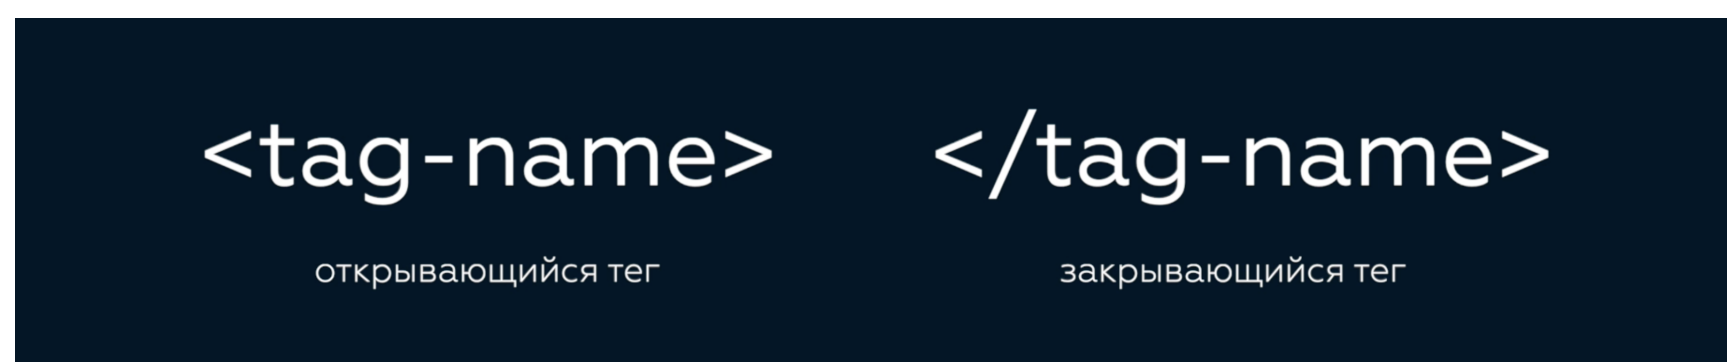 <tag-name> </tag-name>
открывающийся тег закрывающийся тег